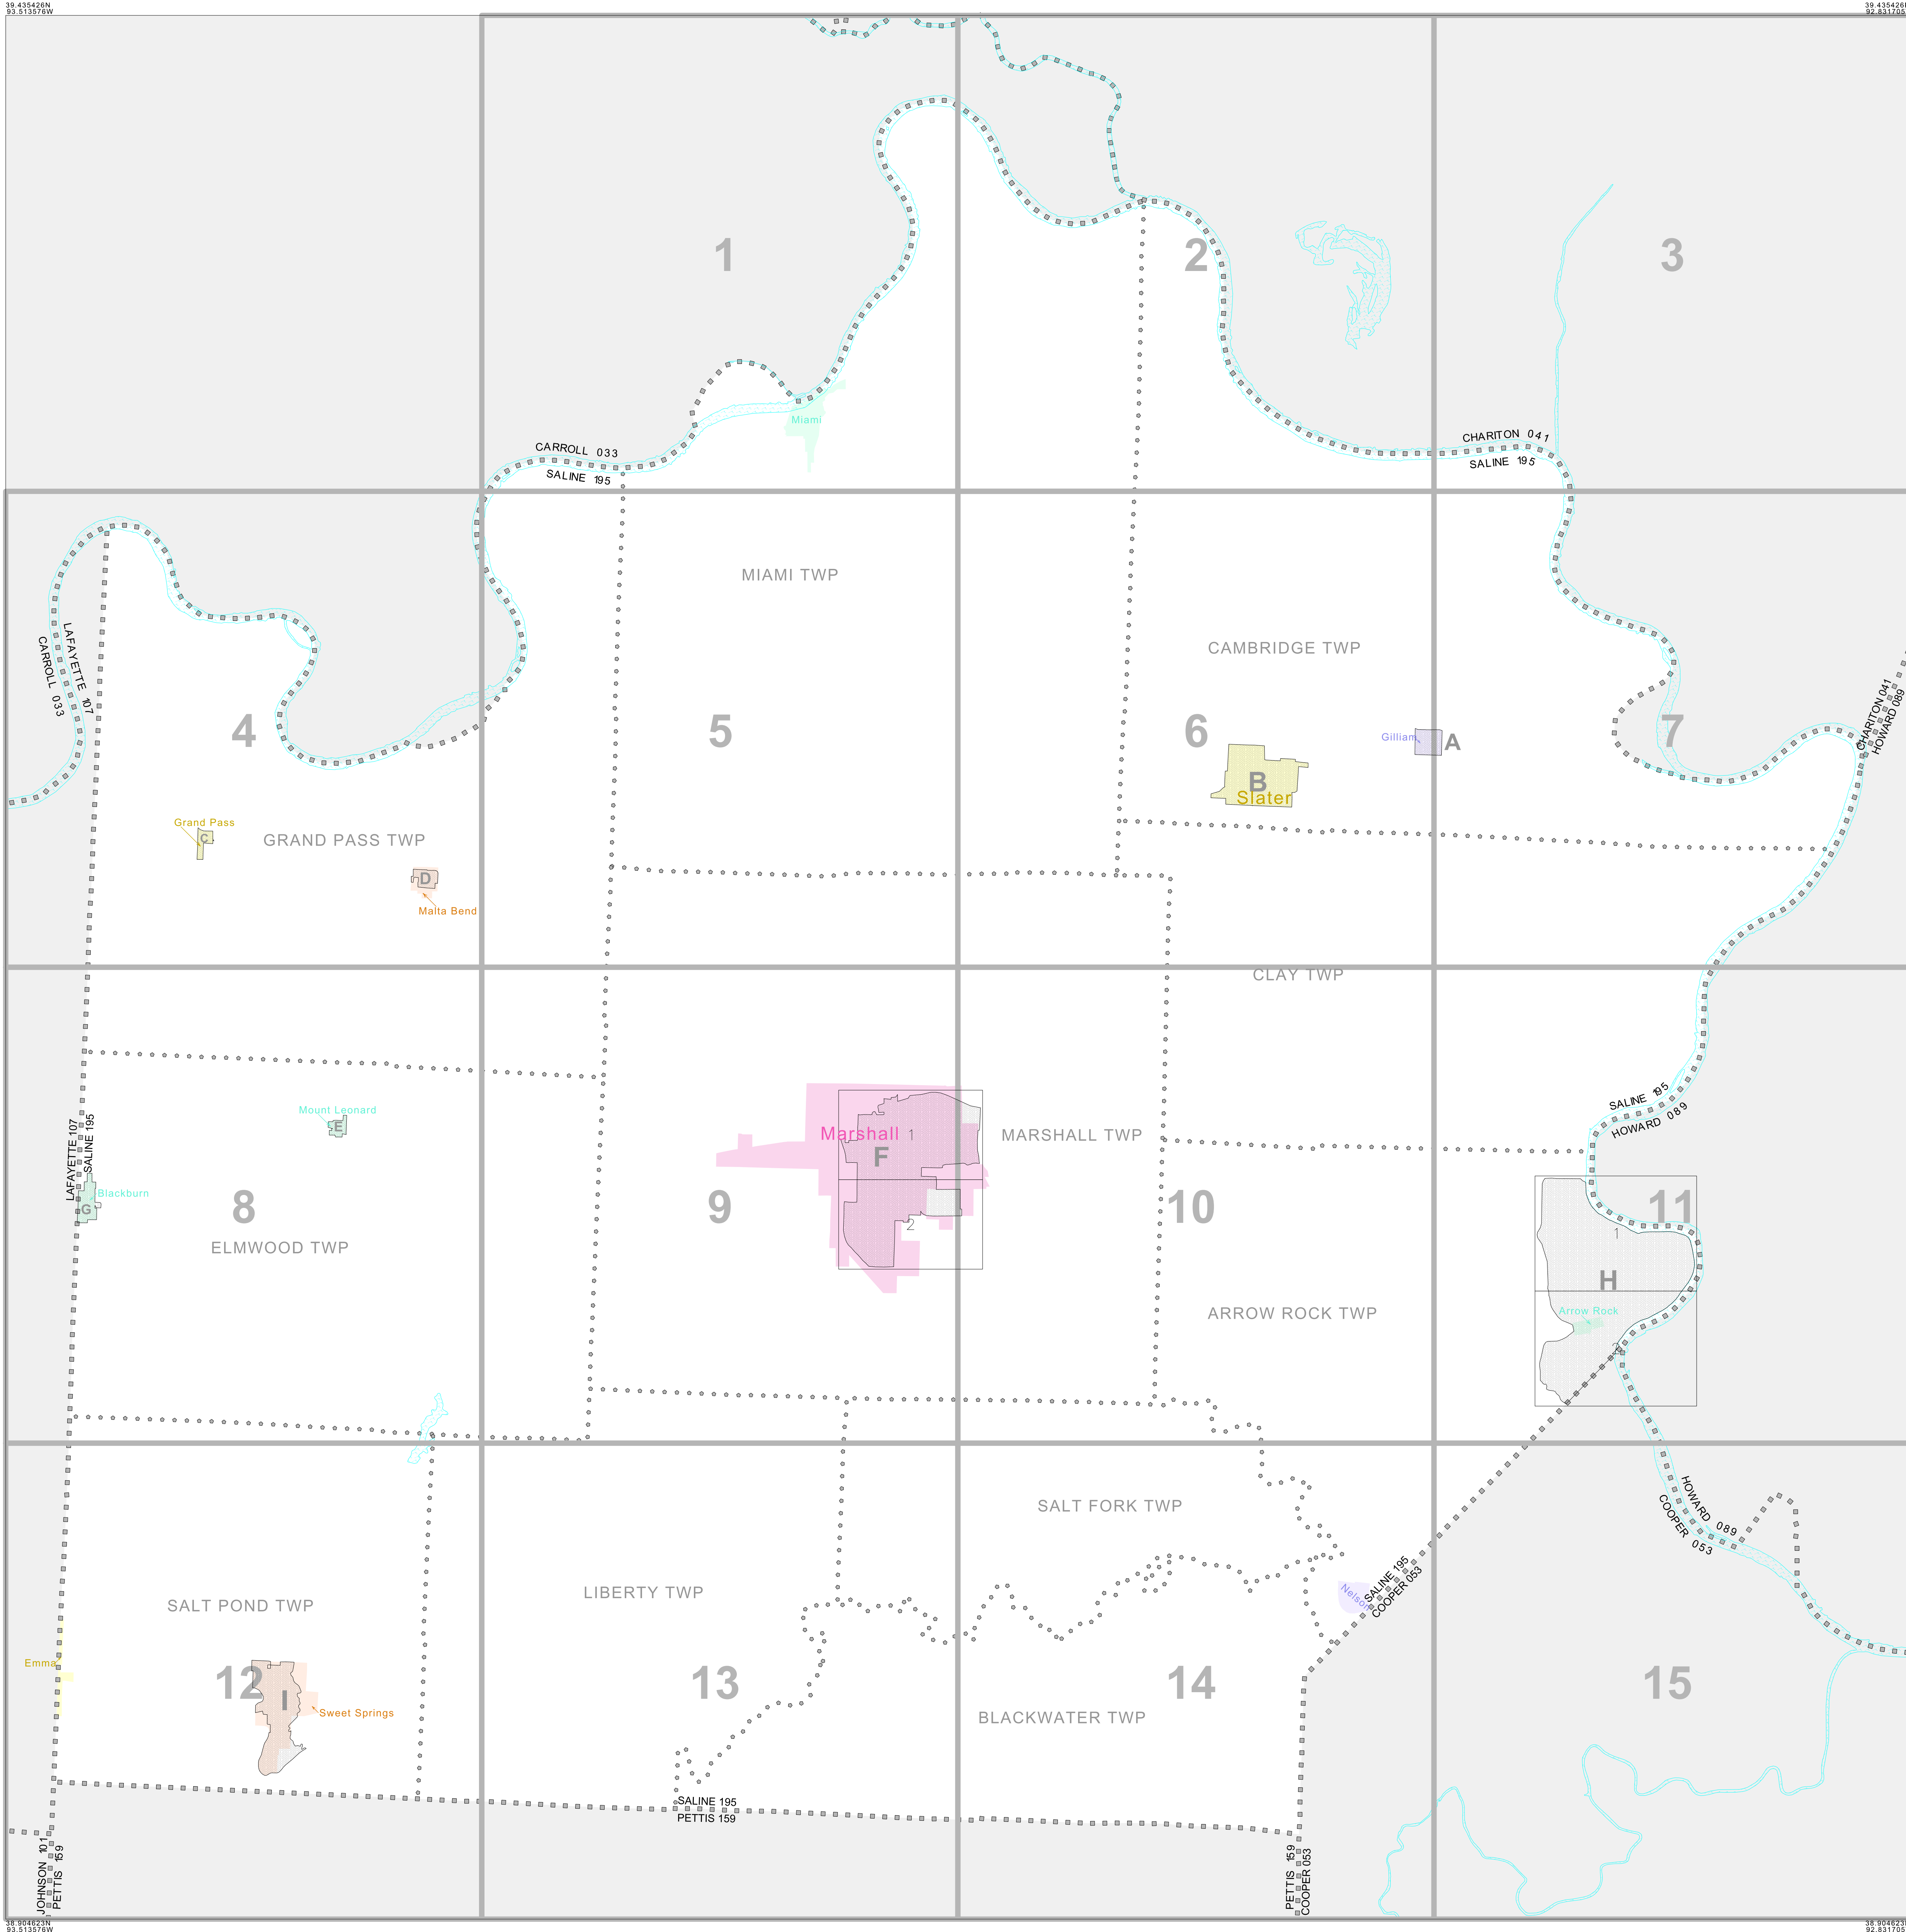 39.435426N
93.513576W
39.435426N
92.831705
1
2
3
Miami
CARROLL 033
SALINE 195
CHARITON 041
SALINE 195
MIAMI TWP
CAMBRIDGE TWP
LAFAYETTE 107
CARROLL 033
CHARITON 041
HOWARD 089
4
5
6
7
Gilliam
A
B
Slater
Grand Pass
C
GRAND PASS TWP
D
Malta Bend
CLAY TWP
SALINE 195
HOWARD 089
Mount Leonard
E
Marshall
1
F
2
MARSHALL TWP
LAFAYETTE 107
SALINE 195
Blackburn
G
8
9
10
11
ELMWOOD TWP
1
H
Arrow Rock
2
ARROW ROCK TWP
SALT FORK TWP
HOWARD 089
COOPER 053
SALINE 195
COOPER 053
Nelson
LIBERTY TWP
SALT POND TWP
Emma
12
I
Sweet Springs
13
14
15
BLACKWATER TWP
SALINE 195
PETTIS 159
JOHNSON 101
PETTIS 159
PETTIS 159
COOPER 053
38.904623N
93.513576W
38.904623
92.831705